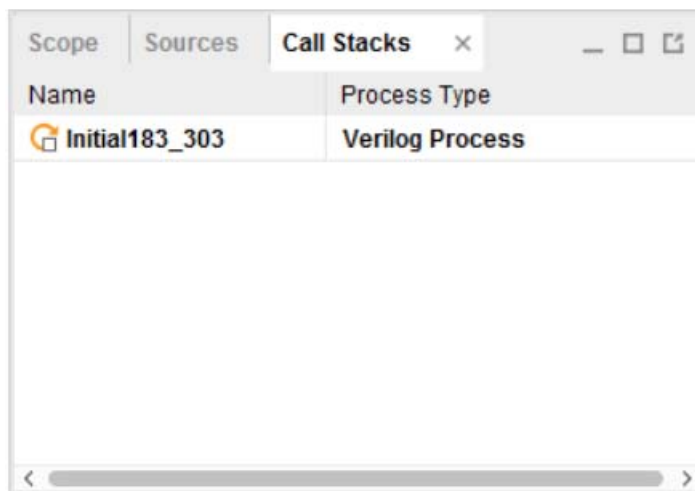 Scope Sources Call Stacks
Name Process Type
Initial183_303 Verilog Process